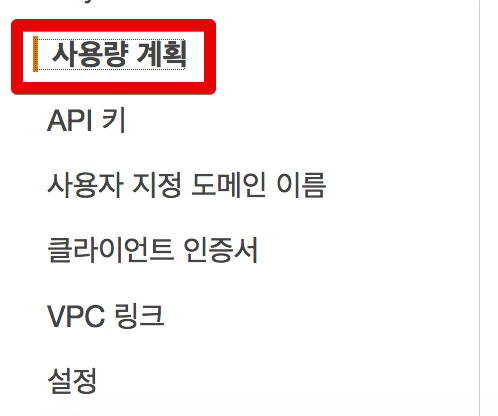 사용량 계획
API 키
사용자 지정 도메인 이름
클라이언트 인증서
VPC 링크
설정